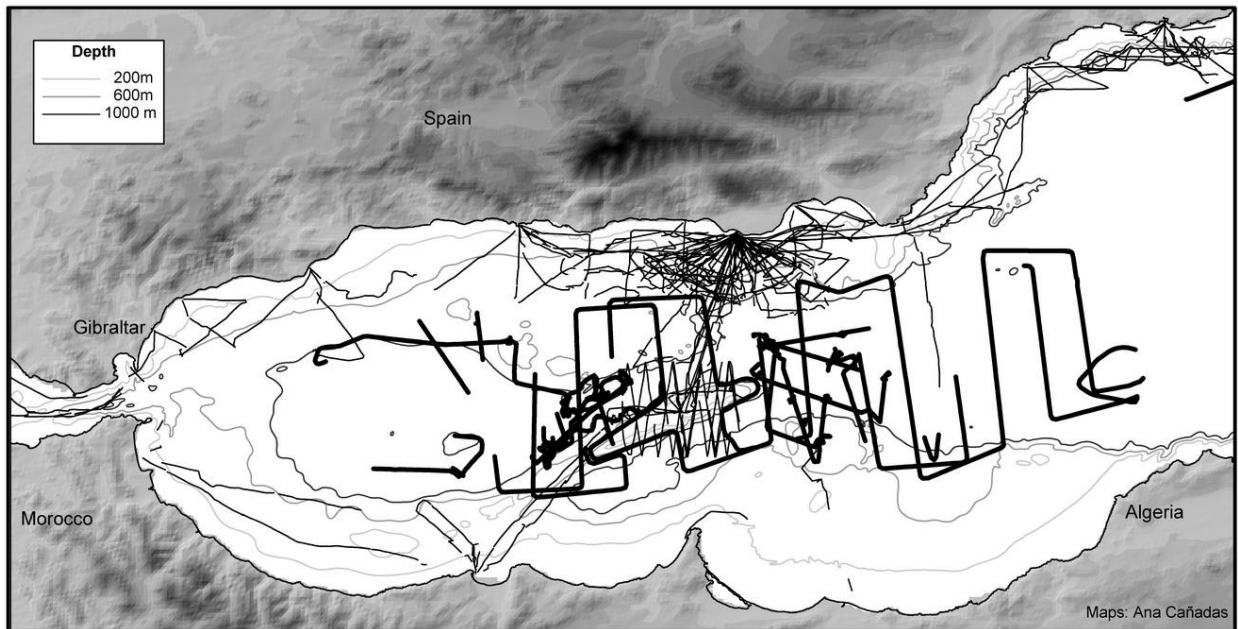 Depth
200m
600m
1000 m
Spain
Gibraltar
Morocco
Algeria
Maps: Ana Cañadas